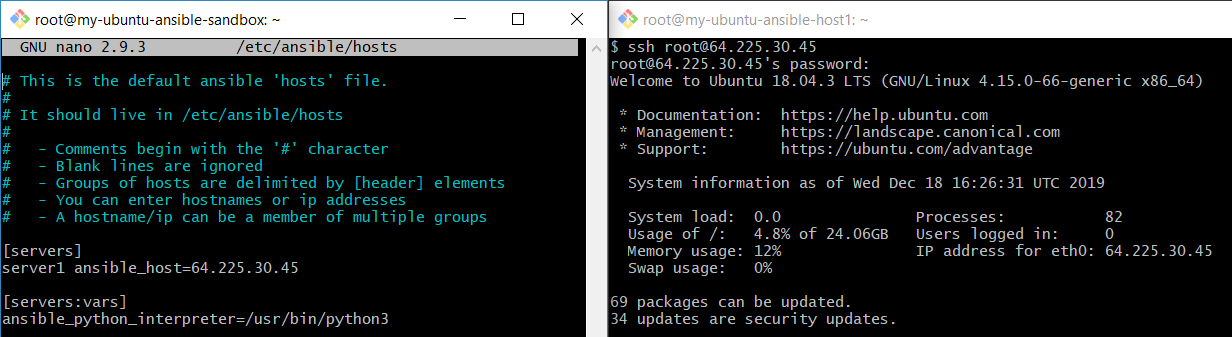 root@my-ubuntu-ansible-sandbox: ~
GNU nano 2.9.3 /etc/ansible/hosts
# This is the default ansible 'hosts' file.
#
# It should live in /etc/ansible/hosts
#
#   - Comments begin with the '#' character
#   - Blank lines are ignored
#   - Groups of hosts are delimited by [header] elements
#   - You can enter hostnames or ip addresses
#   - A hostname/ip can be a member of multiple groups
[servers]
server1 ansible_host=64.225.30.45
[servers:vars]
ansible_python_interpreter=/usr/bin/python3
root@my-ubuntu-ansible-host1: ~
$ ssh root@64.225.30.45
root@64.225.30.45's password:
Welcome to Ubuntu 18.04.3 LTS (GNU/Linux 4.15.0-66-generic x86_64)
* Documentation:  https://help.ubuntu.com
* Management:     https://landscape.canonical.com
* Support:        https://ubuntu.com/advantage
System information as of Wed Dec 18 16:26:31 UTC 2019
System load:  0.0                Processes:           82
Usage of /:   4.8% of 24.06GB   Users logged in:     0
Memory usage: 12%                IP address for eth0: 64.225.30.45
Swap usage:   0%
69 packages can be updated.
34 updates are security updates.